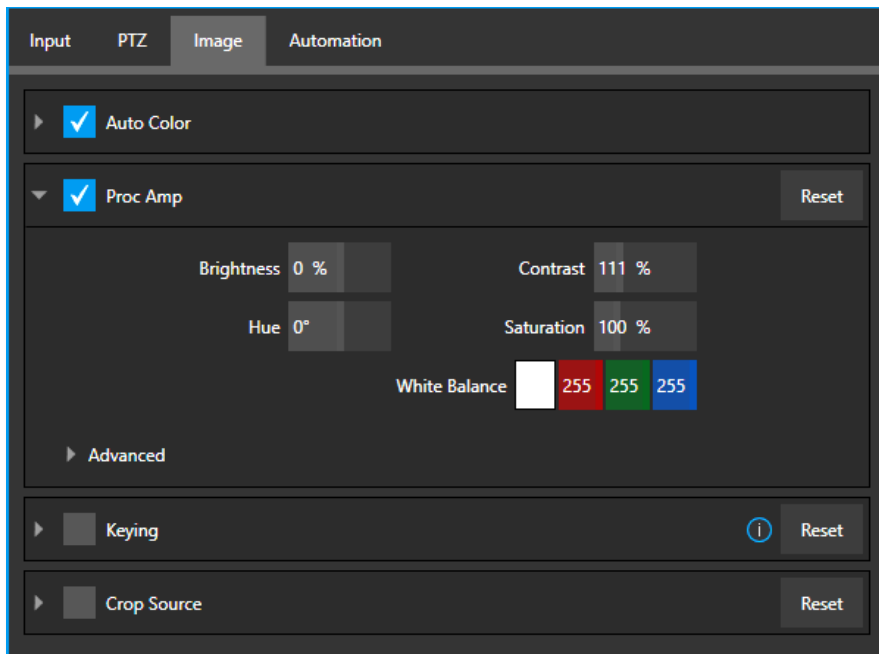 Input PTZ Image Automation
Auto Color
Proc Amp Reset
Brightness 0 % Contrast 111 %
Hue 0° Saturation 100 %
White Balance 255 255 255
Advanced
Keying i Reset
Crop Source Reset